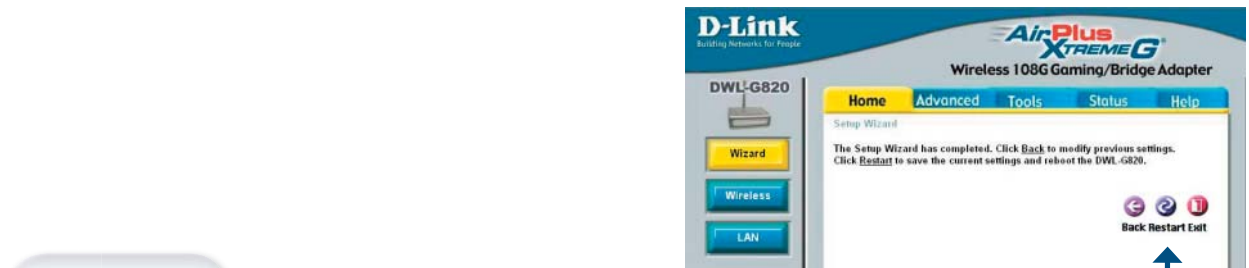 D-Link
Building Networks for People
AirPlus
XTREME G
Wireless 108G Gaming/Bridge Adapter
DWL-G820
Home Advanced Tools Status Help
Setup Wizard
The Setup Wizard has completed. Click Back to modify previous settings.
Click Restart to save the current settings and reboot the DWL-G820.
Wizard
Wireless
LAN
Back Restart Exit